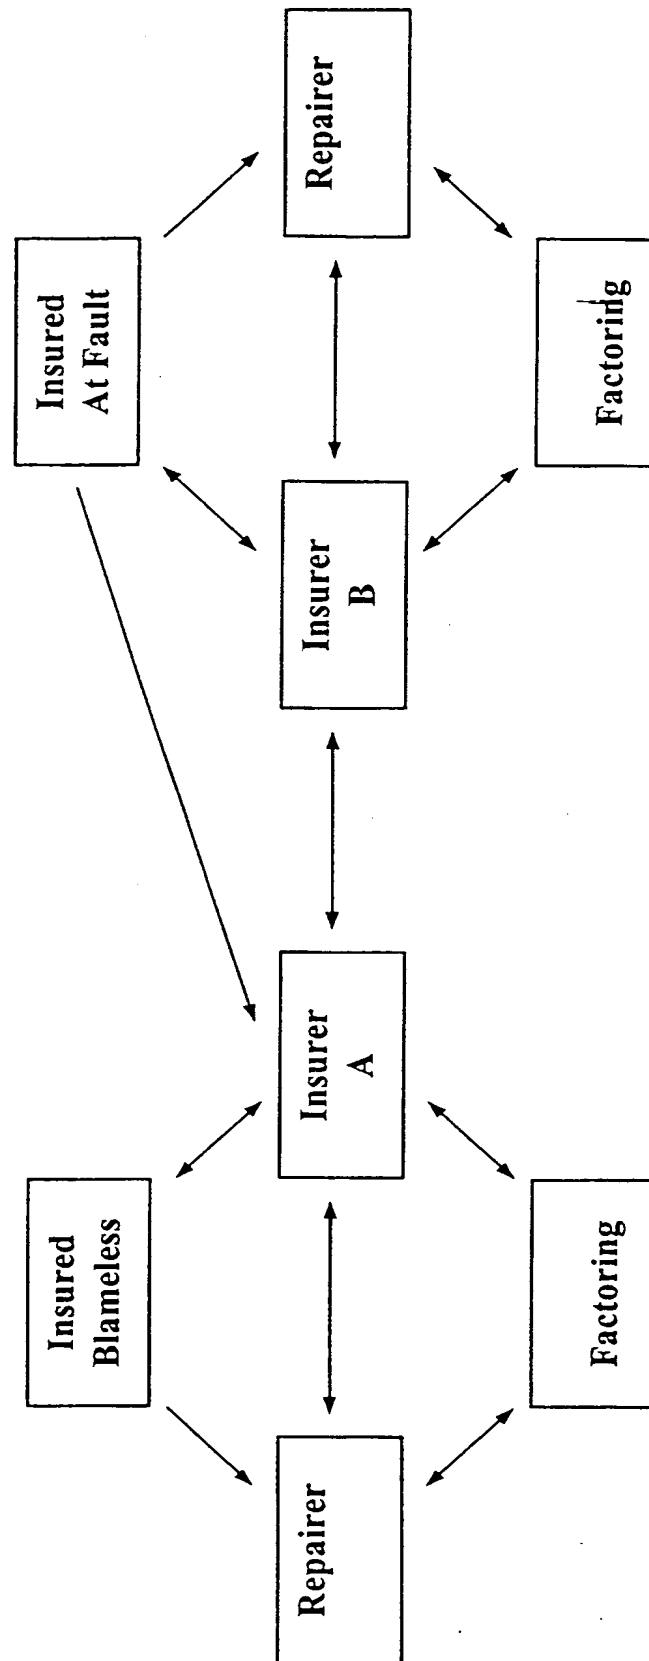 Insured
Blameless
Insured
At Fault
Repairer
Insurer
A
Insurer
B
Repairer
Factoring
Factoring